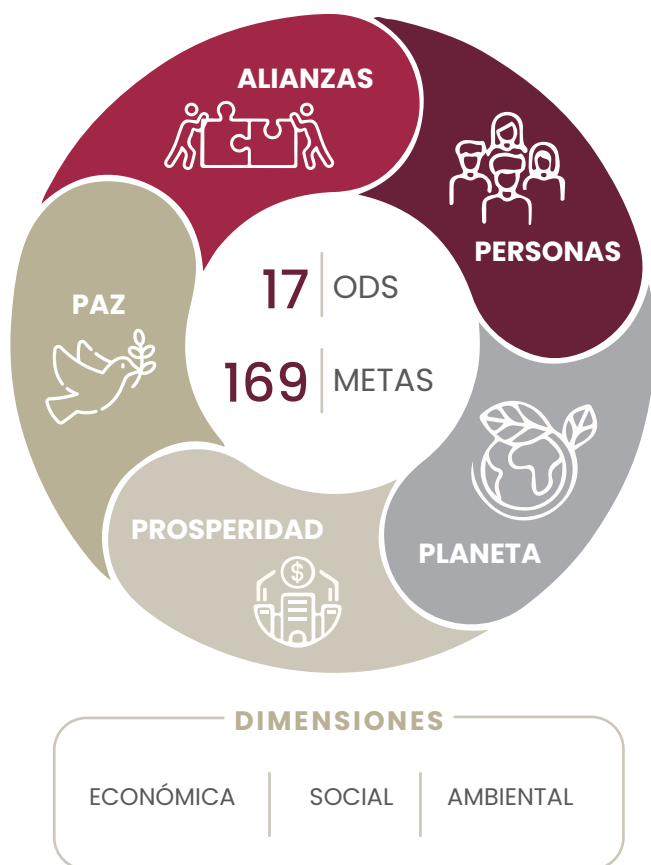 ALIANZAS
PERSONAS
PAZ
17 ODS
169 METAS
PROSPERIDAD
PLANETA
DIMENSIONES
ECONÓMICA SOCIAL AMBIENTAL